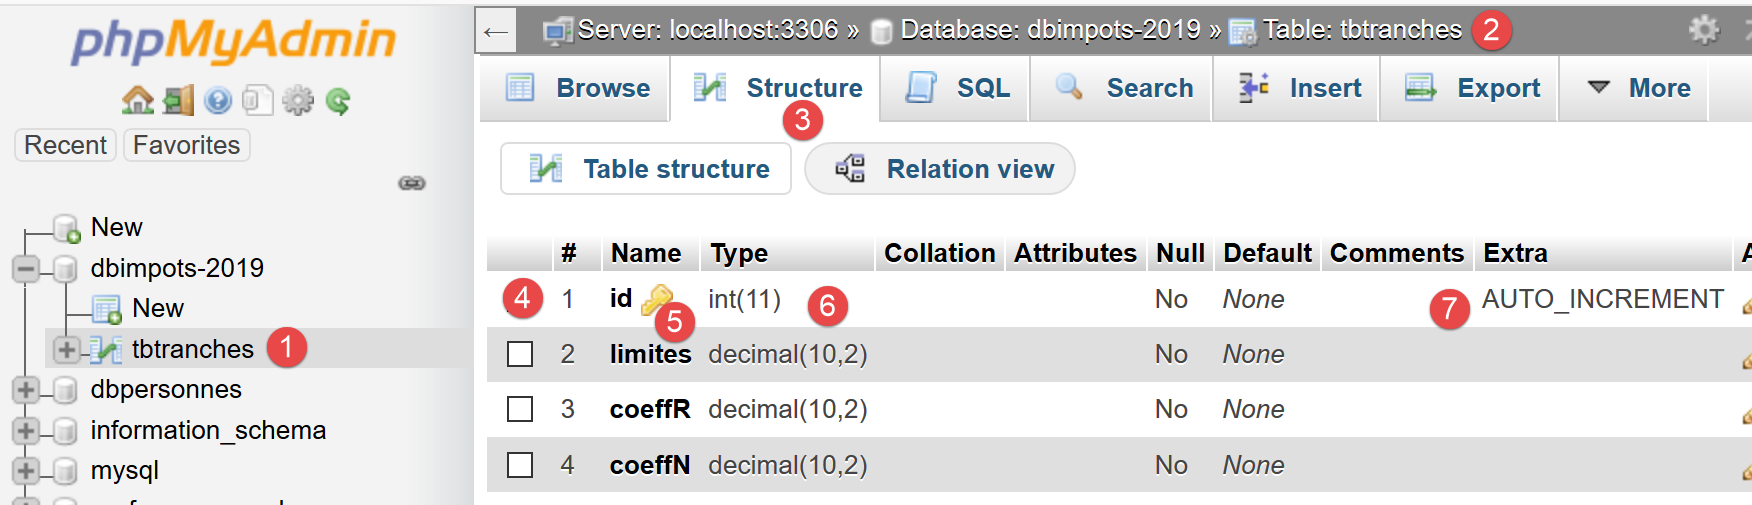 phpMyAdmin
Recent Favorites
New
dbimpots-2019
New
tbtranches 1
dbpersonnes
information_schema
mysql
← Server: localhost:3306 » Database: dbimpots-2019 » Table: tbtranches 2
Browse Structure SQL Search Insert Export More
3
Table structure Relation view
# Name Type Collation Attributes Null Default Comments Extra
4 1 id 5 int(11) 6 No None 7 AUTO_INCREMENT
2 limites decimal(10,2) No None
3 coeffR decimal(10,2) No None
4 coeffN decimal(10,2) No None